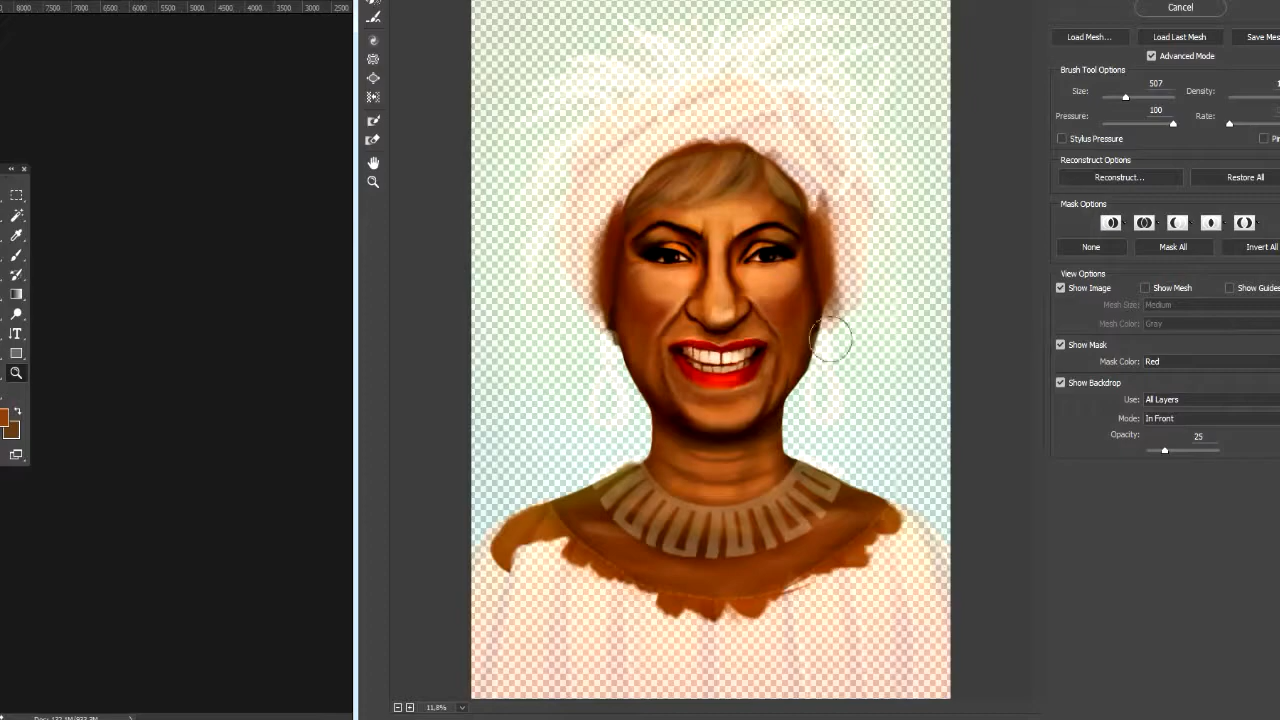 8000 7500 7000 6500 6000 5500 5000 4500 4000 3500 3000 2500
Cancel
Load Mesh... Load Last Mesh Save Mes
Advanced Mode
Brush Tool Options
Size: 507 Density: 1
Pressure: 100 Rate:
Stylus Pressure Pi
Reconstruct Options
Reconstruct... Restore All
Mask Options
None Mask All Invert All
View Options
Show Image Show Mesh Show Guides
Mesh Size: Medium
Mesh Color: Gray
Show Mask
Mask Color: Red
Show Backdrop
Use: All Layers
Mode: In Front
Opacity: 25
11,8%